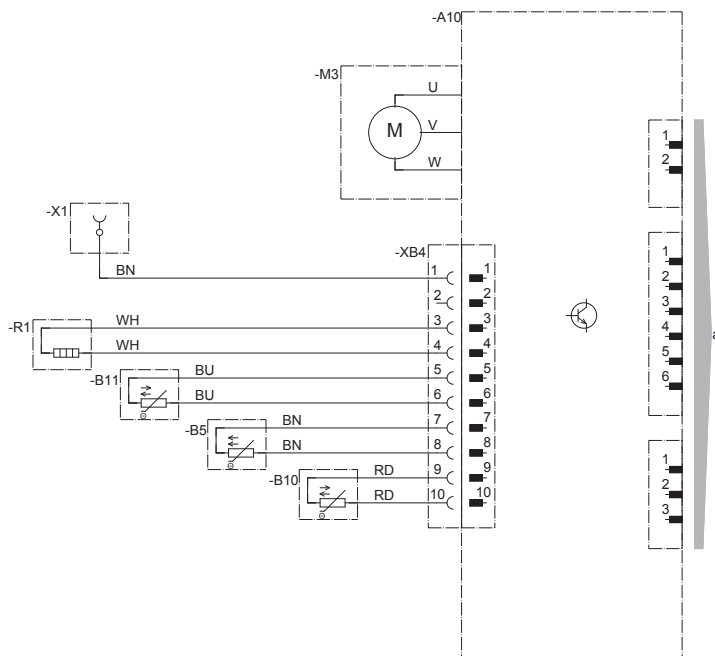 -A10
-M3
M
U
V
W
1
2
-X1
BN
-XB4
1 1
2 2
3 3
4 4
5 5
6 6
7 7
8 8
9 9
10 10
-R1
WH
WH
-B11
BU
BU
-B5
BN
BN
-B10
RD
RD
1
2
3
4
5
6
a
1
2
3